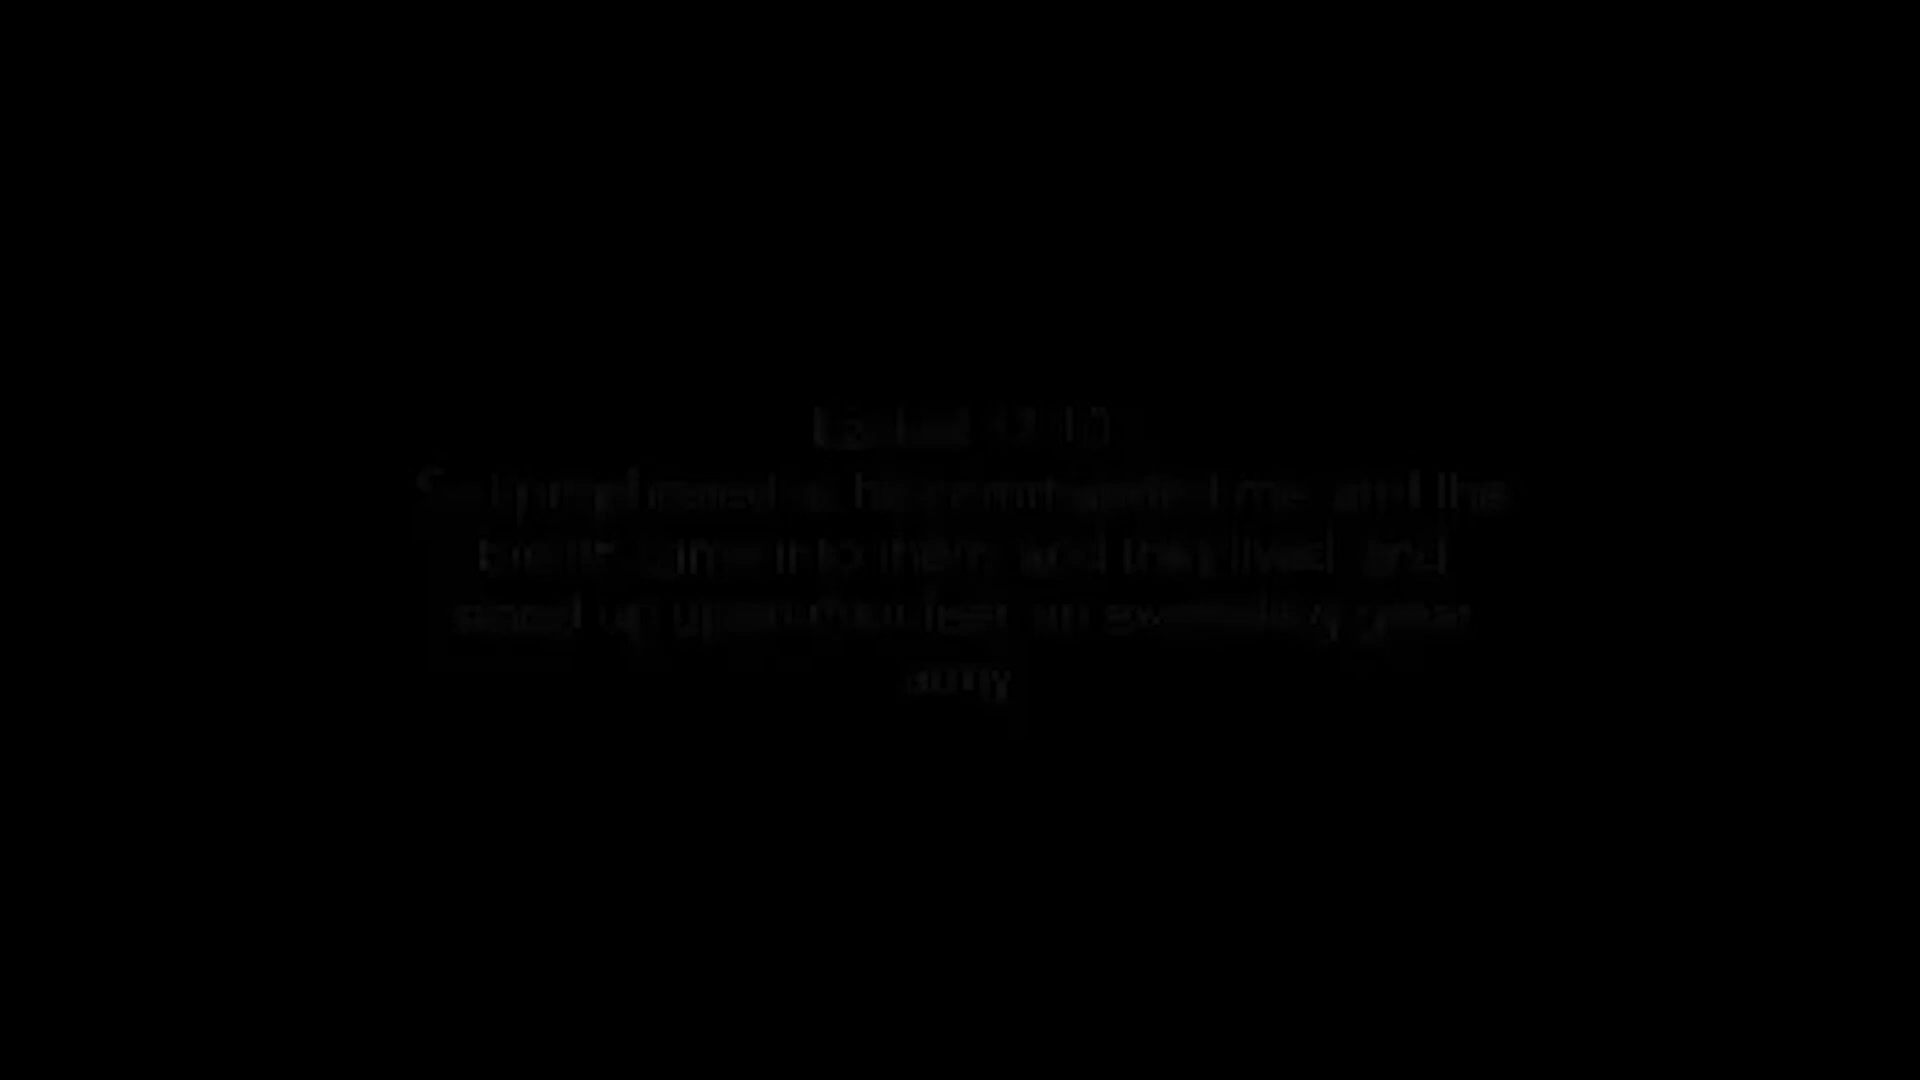 Ezekiel 37:10
So I prophesied as he commanded me, and the
breath came into them, and they lived, and
stood up upon their feet, an exceeding great
army